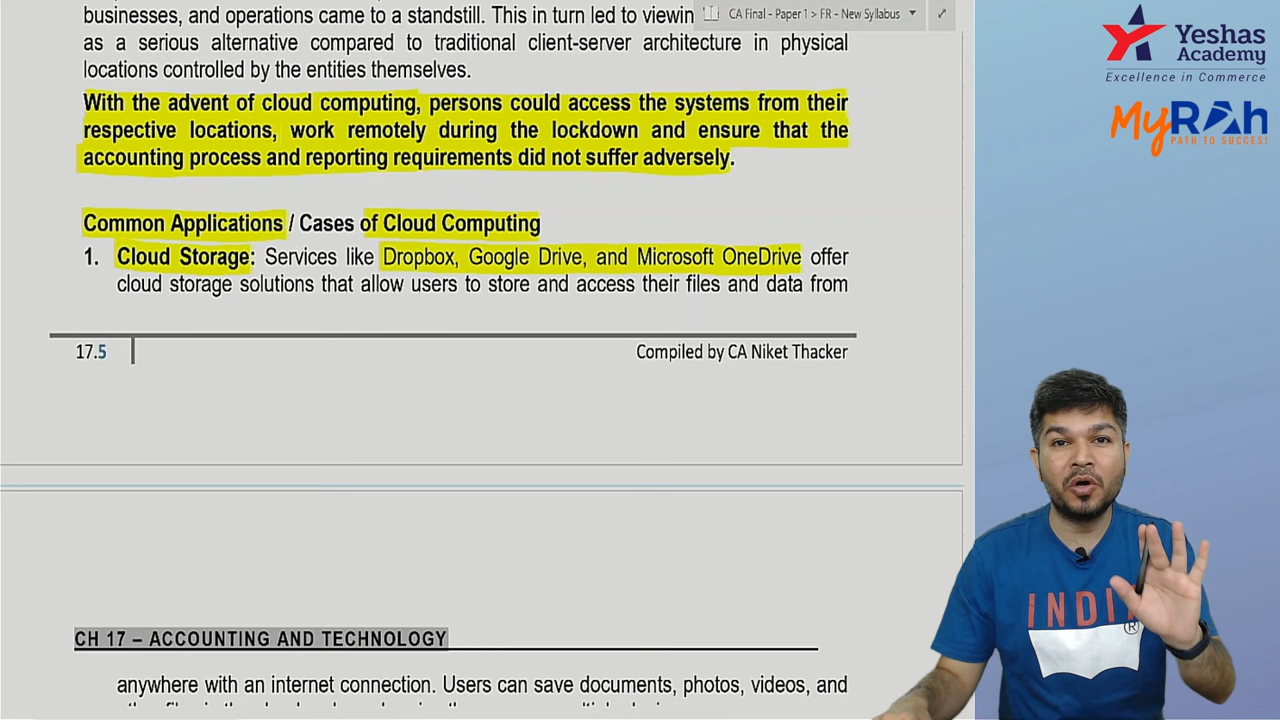 businesses, and operations came to a standstill. This in turn led to viewin
CA Final - Paper 1 > FR - New Syllabus
as a serious alternative compared to traditional client-server architecture in physical
locations controlled by the entities themselves.
With the advent of cloud computing, persons could access the systems from their
respective locations, work remotely during the lockdown and ensure that the
accounting process and reporting requirements did not suffer adversely.
Common Applications / Cases of Cloud Computing
1. Cloud Storage: Services like Dropbox, Google Drive, and Microsoft OneDrive offer
cloud storage solutions that allow users to store and access their files and data from
17.5
Compiled by CA Niket Thacker
CH 17 – ACCOUNTING AND TECHNOLOGY
anywhere with an internet connection. Users can save documents, photos, videos, and
Yeshas
Academy
Excellence in Commerce
MyRAh
PATH TO SUCCESS
INDI
®